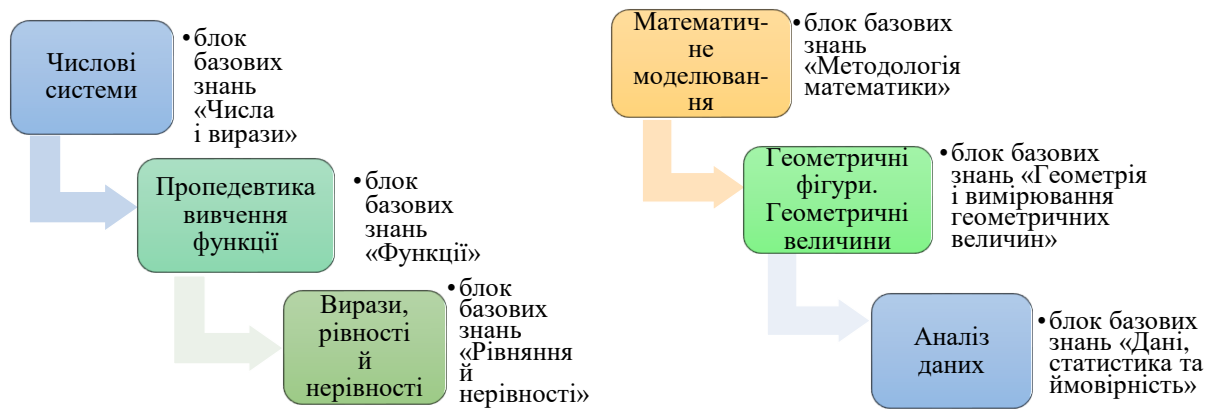 Числові
системи
• блок
базових
знань
«Числа
і вирази»
Пропедевтика
вивчення
функції
• блок
базових
знань
«Функції»
Вирази,
рівності
й
нерівності
• блок
базових
знань
«Рівняння
й
нерівності»
Математич-
не
моделюван-
ня
• блок базових
знань
«Методологія
математики»
Геометричні
фігури.
Геометричні
величини
• блок базових
знань «Геометрія
і вимірювання
геометричних
величин»
Аналіз
даних
• блок базових
знань «Дані,
статистика та
ймовірність»